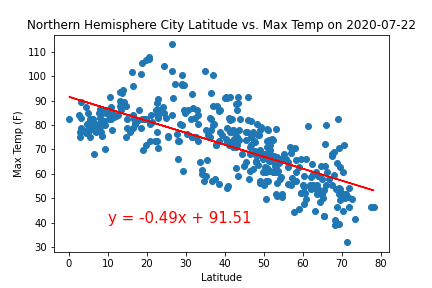 Northern Hemisphere City Latitude vs. Max Temp on 2020-07-22
Max Temp (F)
110
100
90
80
70
60
50
40
30
y = -0.49x + 91.51
0 10 20 30 40 50 60 70 80
Latitude